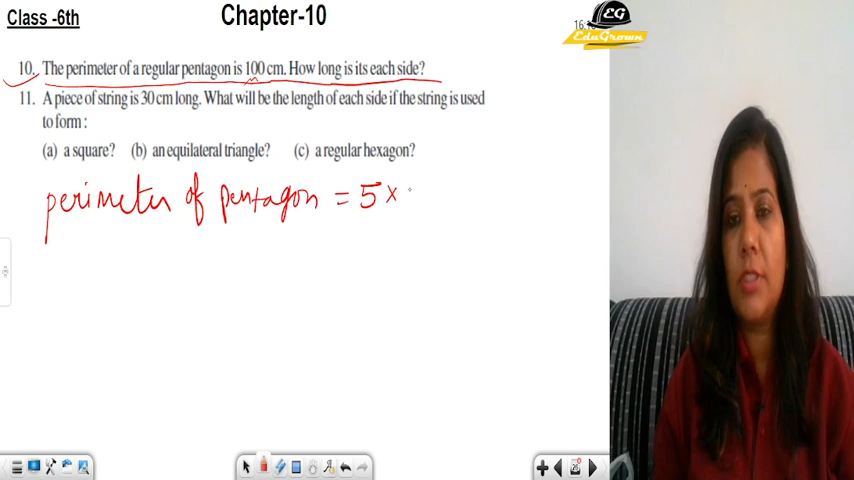 Class -6th
Chapter-10
EG
EduGrown
10. The perimeter of a regular pentagon is 100 cm. How long is its each side?
11. A piece of string is 30 cm long. What will be the length of each side if the string is used
to form :
(a) a square? (b) an equilateral triangle? (c) a regular hexagon?
perimeter of pentagon = 5 ×